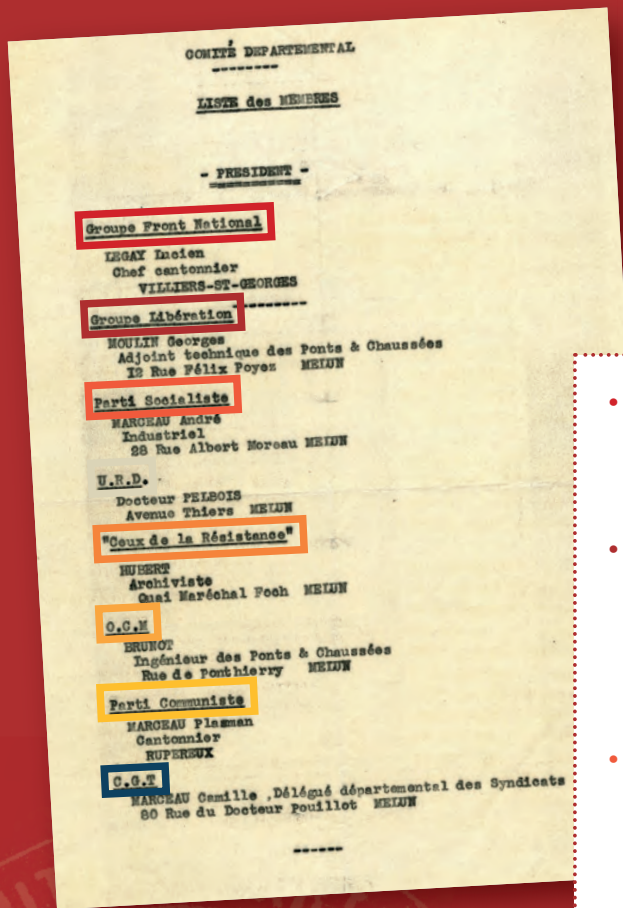 COMITÉ DEPARTEMENTAL
--------
LISTE des MEMBRES
- PRESIDENT -
Groupe Front National
LEGAY Lucien
Chef cantonnier
VILLIERS-ST-GEORGES
---------
Groupe Libération
MOULIN Georges
Adjoint technique des Ponts & Chaussées
12 Rue Félix Poyez MELUN
Parti Socialiste
MARCEAU André
Industriel
28 Rue Albert Moreau MELUN
U.R.D.
Docteur PELBOIS
Avenue Thiers MELUN
"Ceux de la Résistance"
HUBERT
Archiviste
Quai Maréchal Foch MELUN
O.C.M
BRUNOT
Ingénieur des Ponts & Chaussées
Rue de Ponthierry MELUN
Parti Communiste
MARCEAU Plasman
Cantonnier
RUPEREUX
C.G.T
MARCEAU Camille ,Délégué départemental des Syndicats
80 Rue du Docteur Pouillot MELUN
------